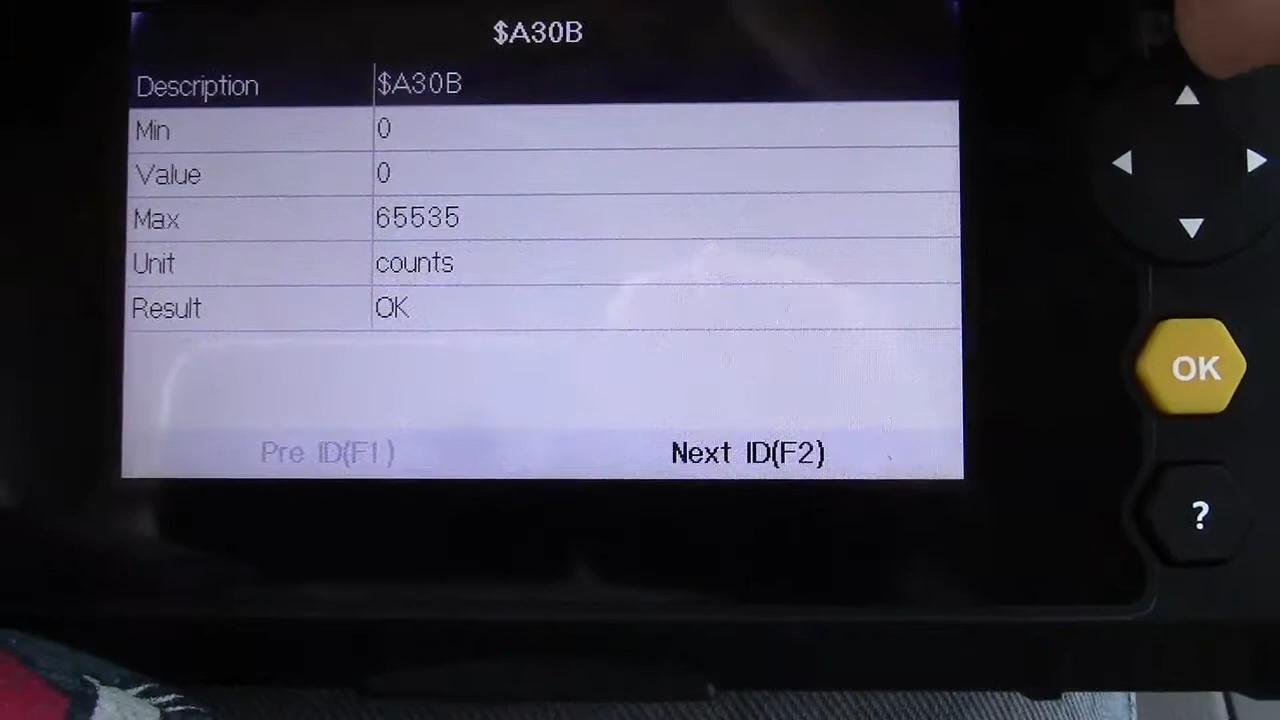 $A30B
Description $A30B
Min 0
Value 0
Max 65535
Unit counts
Result OK
Pre ID(F1) Next ID(F2)
OK
?